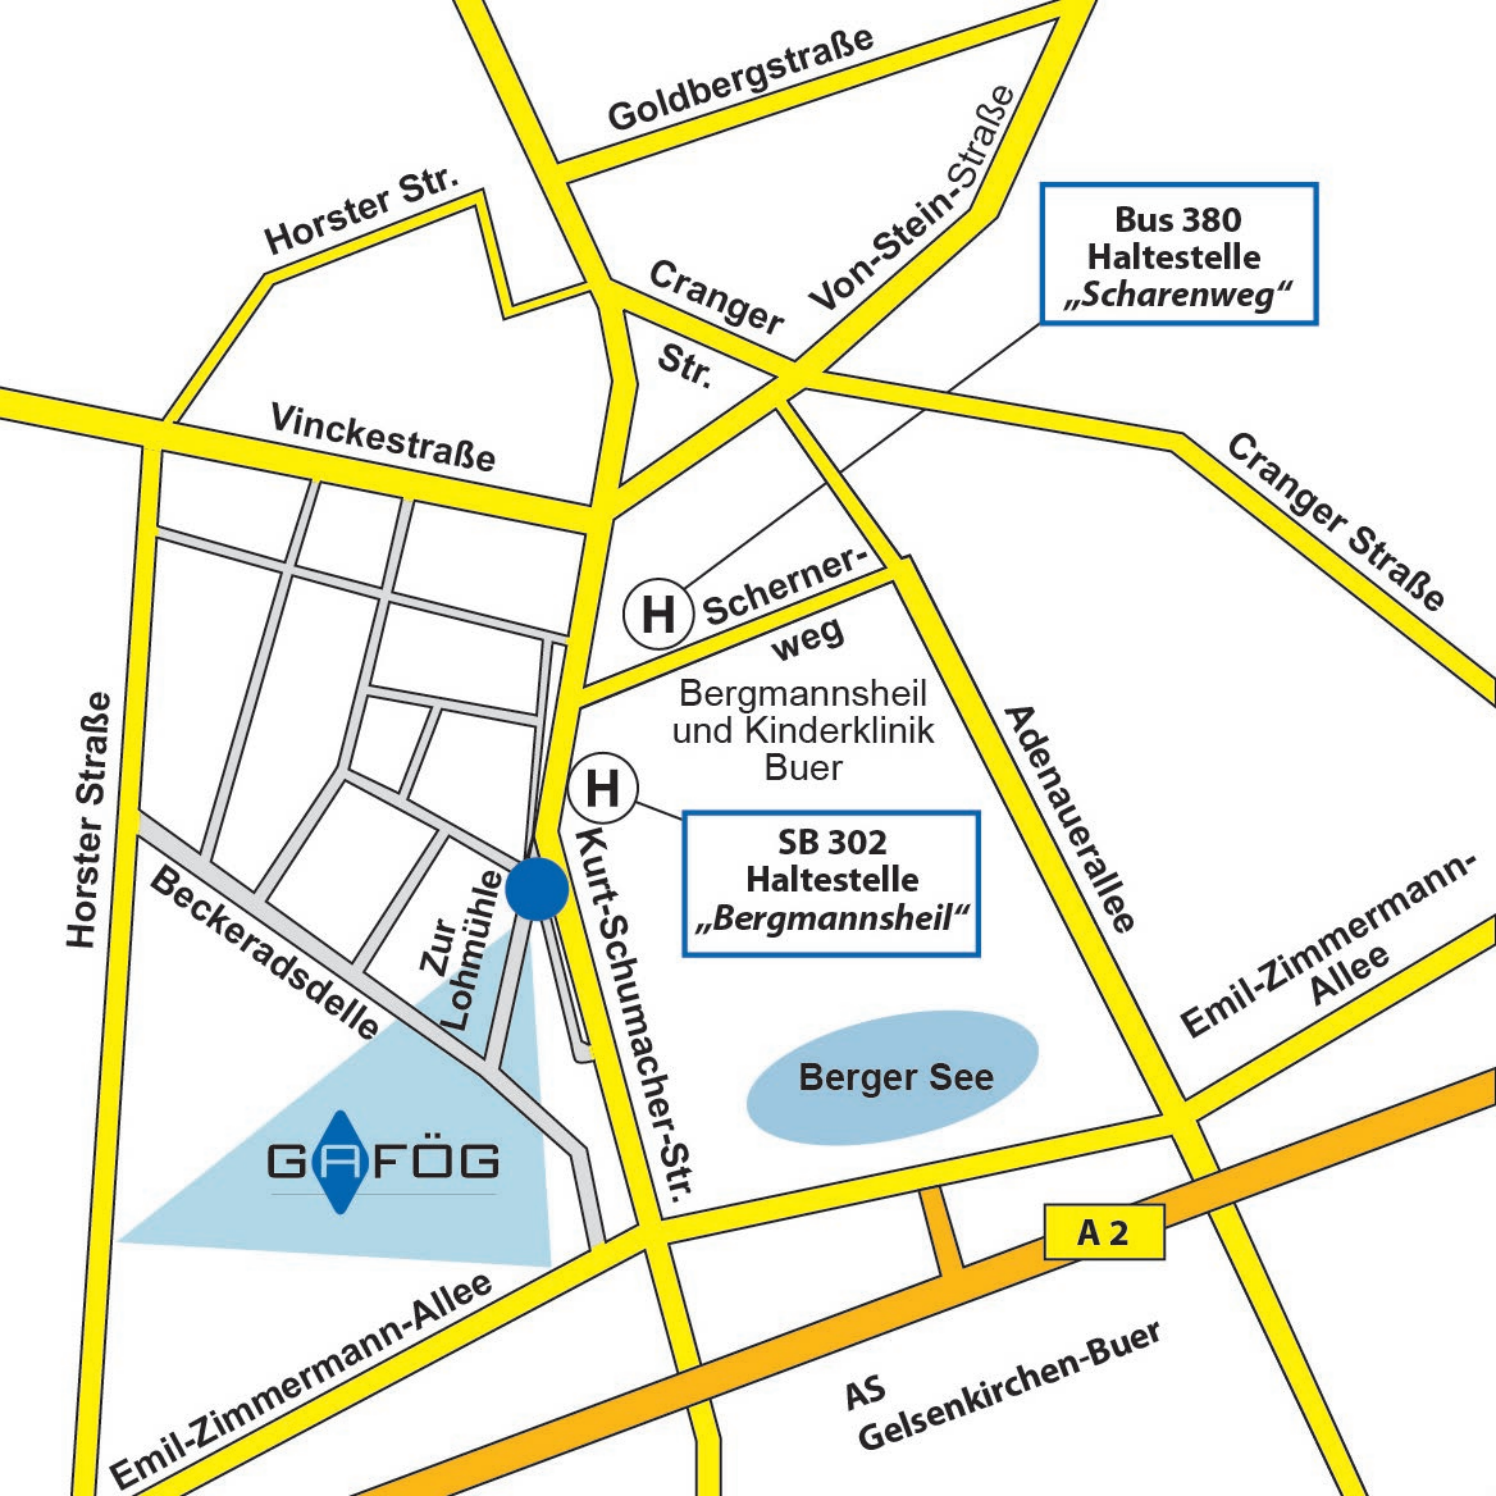 Goldbergstraße
Horster Str.
Von-Stein-Straße
Bus 380
Haltestelle
„Scharenweg“
Cranger
Str.
Vinckestraße
Cranger Straße
H
Scherner-
weg
Bergmannsheil
und Kinderklinik
Buer
Horster Straße
Adenauerallee
H
SB 302
Haltestelle
„Bergmannsheil“
Kurt-Schumacher-Str.
Beckeradsdelle
Zur
Lohmühle
Emil-Zimmermann-
Allee
Berger See
GAFÖG
A 2
Emil-Zimmermann-Allee
AS
Gelsenkirchen-Buer